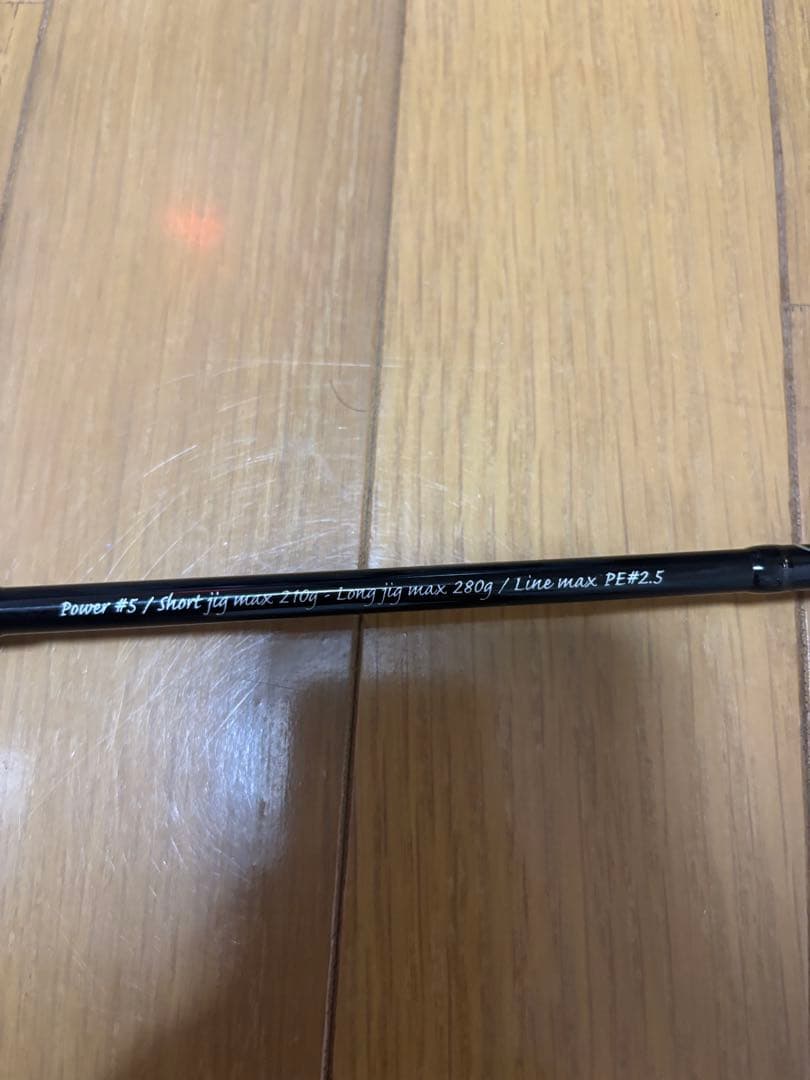 Power #5 / Short jig max 210g - Long jig max 280g / Line max PE#2.5